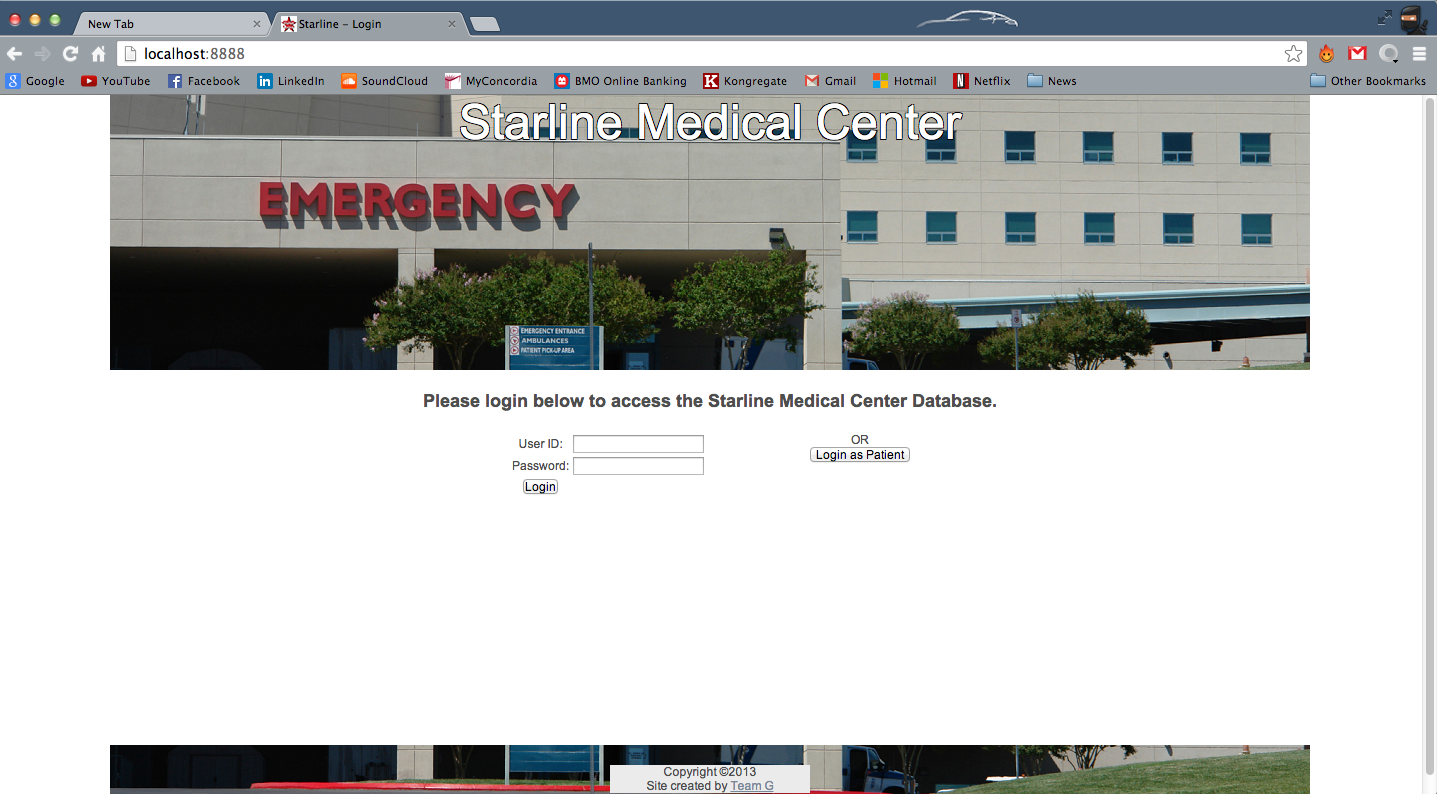 New Tab
Starline – Login
localhost:8888
Google YouTube Facebook LinkedIn SoundCloud MyConcordia BMO Online Banking Kongregate Gmail Hotmail Netflix News Other Bookmarks
Starline Medical Center
EMERGENCY
EMERGENCY ENTRANCE
AMBULANCES
PATIENT PICK-UP AREA
Please login below to access the Starline Medical Center Database.
User ID:
Password:
Login
OR
Login as Patient
Copyright ©2013
Site created by Team G